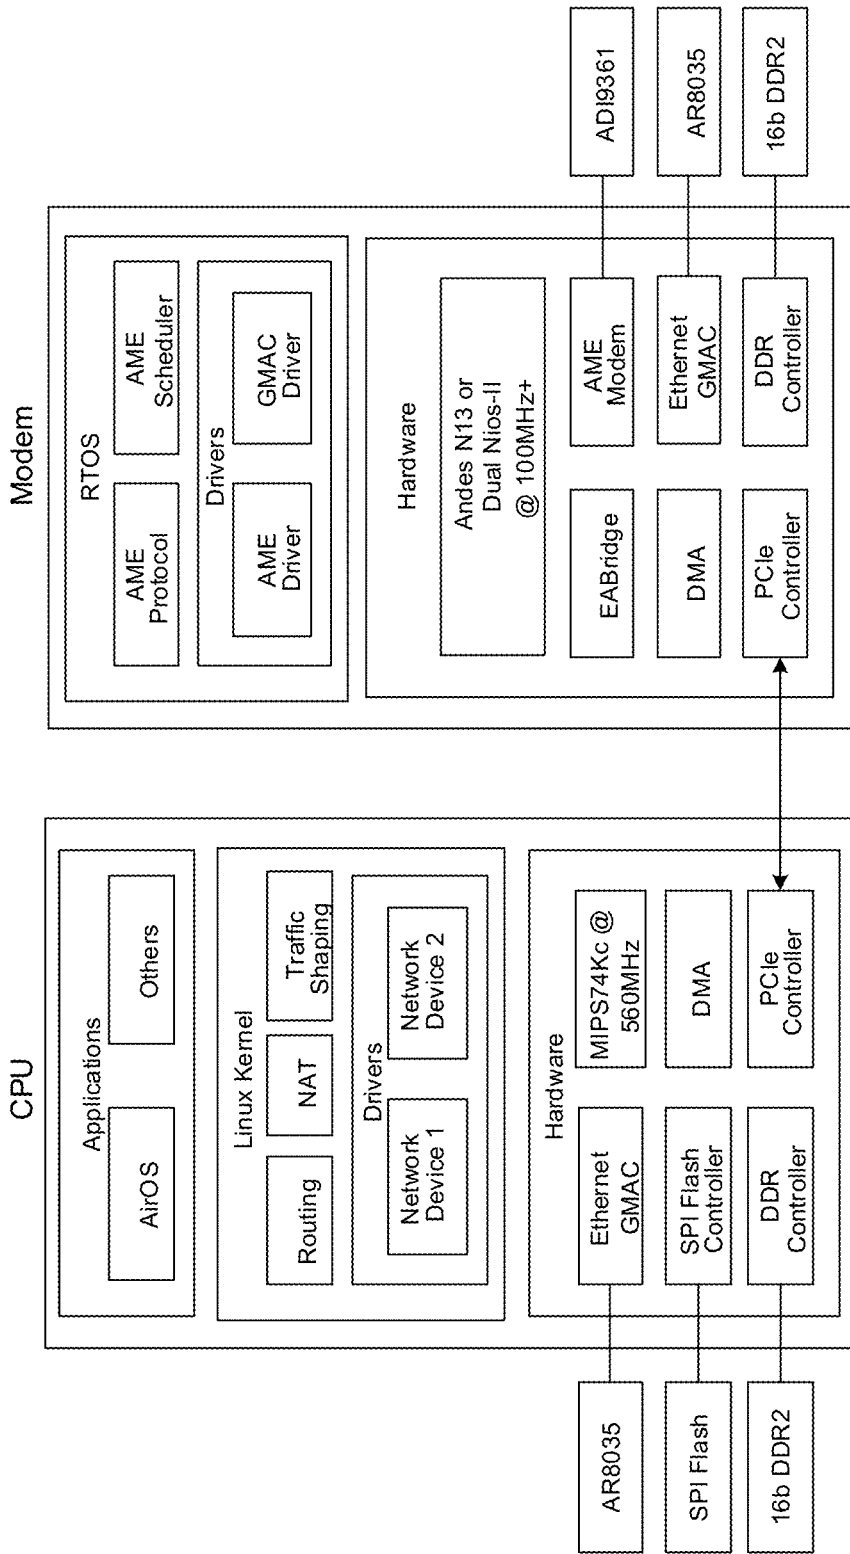 CPU
Applications
AirOS
Others
Linux Kernel
Routing
NAT
Traffic
Shaping
Drivers
Network
Device 1
Network
Device 2
Hardware
Ethernet
GMAC
MIPS74Kc @
560MHz
SPI Flash
Controller
DMA
DDR
Controller
PCIe
Controller
AR8035
SPI Flash
16b DDR2
Modem
RTOS
AME
Protocol
AME
Scheduler
Drivers
AME
Driver
GMAC
Driver
Hardware
Andes N13 or
Dual Nios-II
@ 100MHz+
EABridge
AME
Modem
DMA
Ethernet
GMAC
PCIe
Controller
DDR
Controller
ADI9361
AR8035
16b DDR2